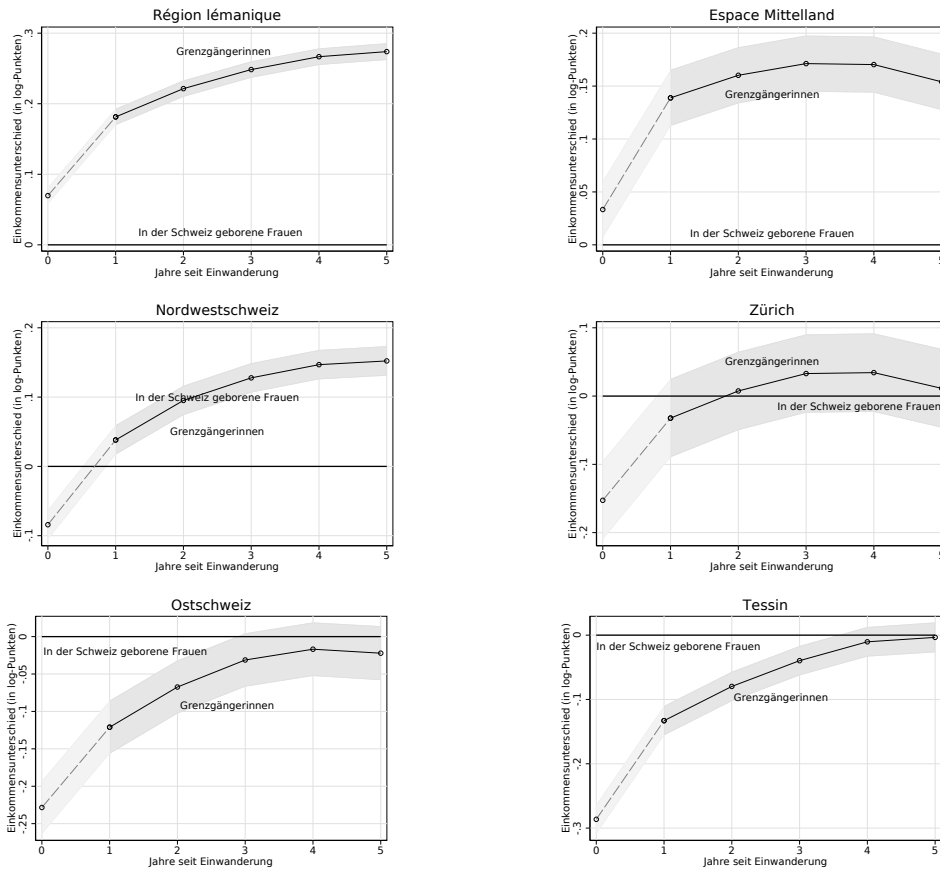 Région lémanique
Einkommensunterschied (in log-Punkten)
.3
.2
.1
0
Grenzgängerinnen
In der Schweiz geborene Frauen
0 1 2 3 4 5
Jahre seit Einwanderung
Espace Mittelland
Einkommensunterschied (in log-Punkten)
.2
.15
.1
.05
0
Grenzgängerinnen
In der Schweiz geborene Frauen
0 1 2 3 4 5
Jahre seit Einwanderung
Nordwestschweiz
Einkommensunterschied (in log-Punkten)
.2
.1
0
-.1
In der Schweiz geborene Frauen
Grenzgängerinnen
0 1 2 3 4 5
Jahre seit Einwanderung
Zürich
Einkommensunterschied (in log-Punkten)
.1
0
-.1
-.2
Grenzgängerinnen
In der Schweiz geborene Frauen
0 1 2 3 4 5
Jahre seit Einwanderung
Ostschweiz
Einkommensunterschied (in log-Punkten)
0
-.05
-.1
-.15
-.2
-.25
In der Schweiz geborene Frauen
Grenzgängerinnen
0 1 2 3 4 5
Jahre seit Einwanderung
Tessin
Einkommensunterschied (in log-Punkten)
0
-.1
-.2
-.3
In der Schweiz geborene Frauen
Grenzgängerinnen
0 1 2 3 4 5
Jahre seit Einwanderung